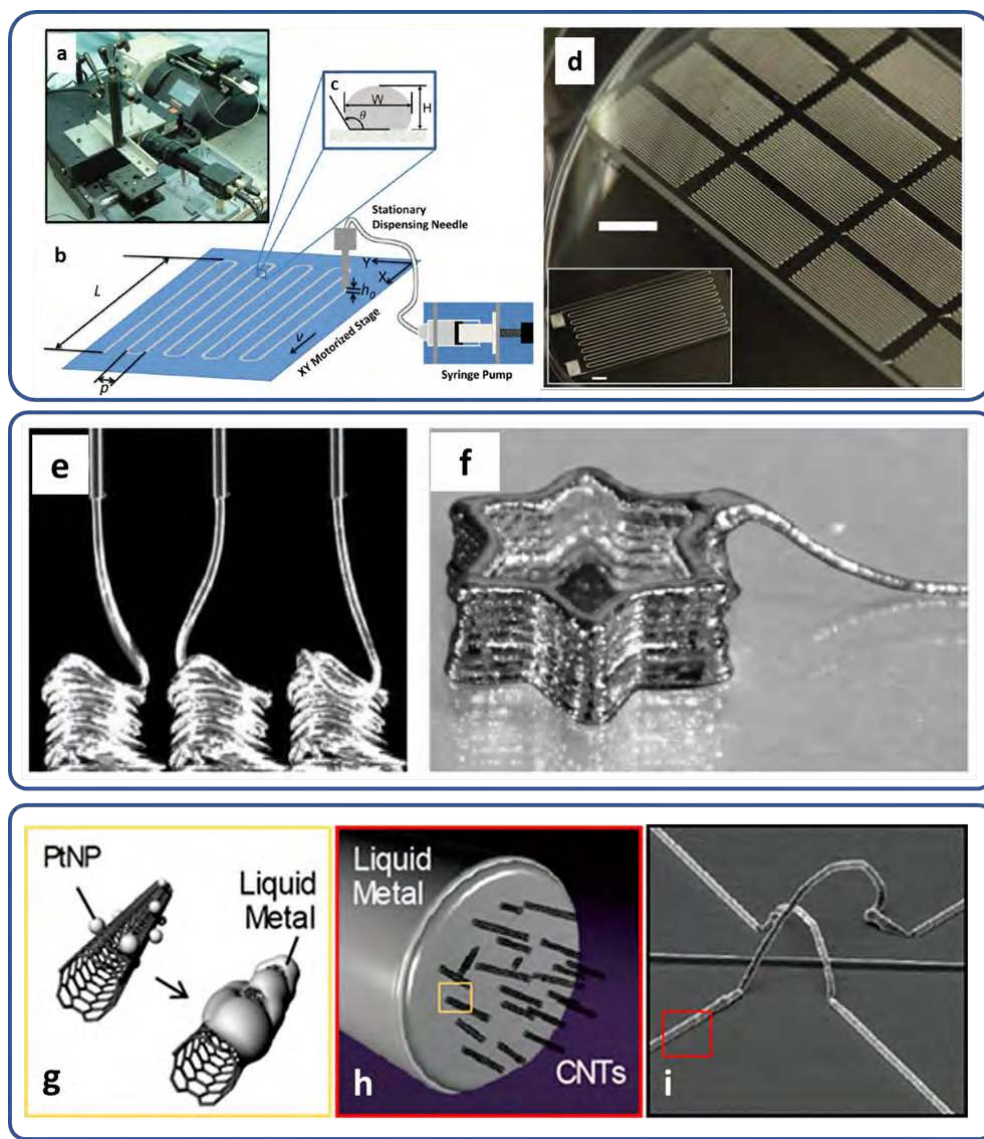 a
c
W
H
θ
Stationary
Dispensing Needle
b
L
Y
X
h₀
v
XY Motorized Stage
p
Syringe Pump
d
e
f
PtNP
Liquid
Metal
g
Liquid
Metal
h
CNTs
i